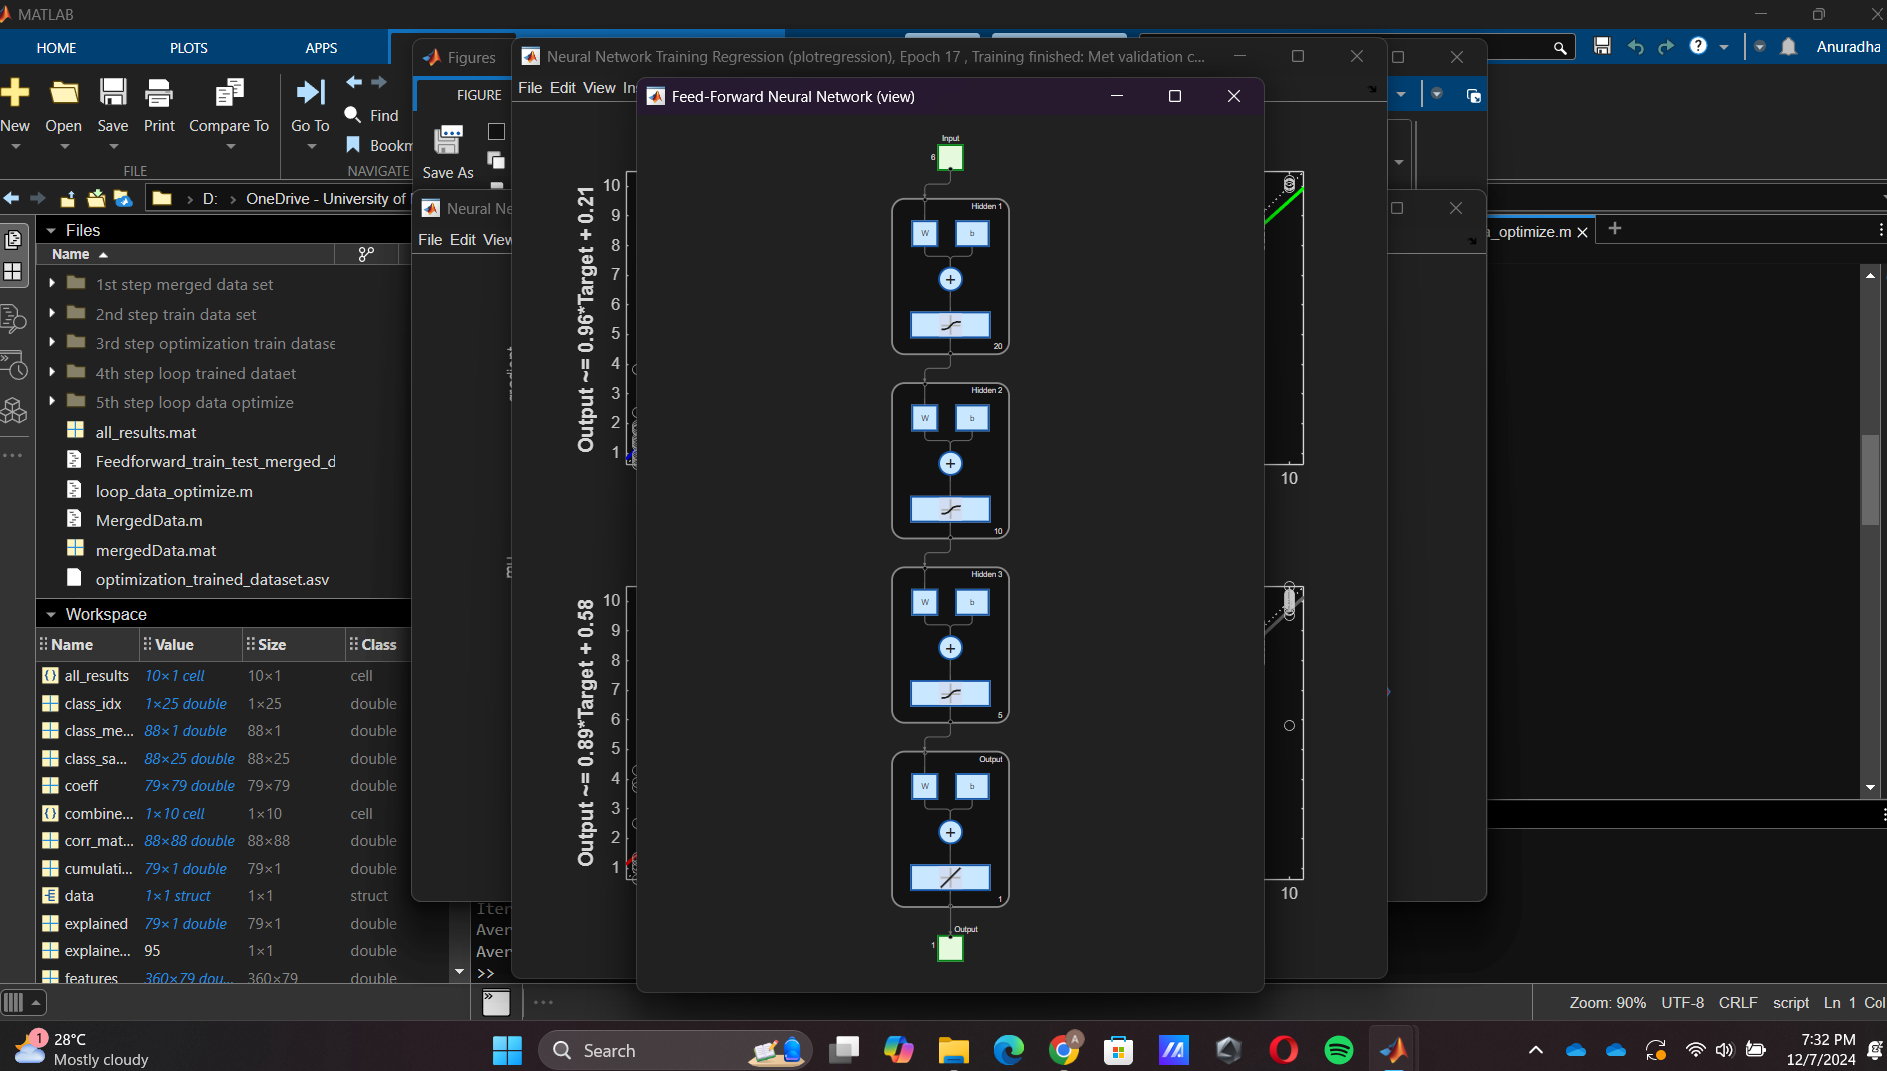 MATLAB
HOME
PLOTS
APPS
Anuradha
New
Open
Save
Print
Compare To
Go To
Find
FILE
NAVIGATE
D:
OneDrive - University of
Files
Name
1st step merged data set
2nd step train data set
3rd step optimization train datase
4th step loop trained dataet
5th step loop data optimize
all_results.mat
Feedforward_train_test_merged_d
loop_data_optimize.m
MergedData.m
mergedData.mat
optimization_trained_dataset.asv
Workspace
Name Value Size Class
all_results 10×1 cell 10×1 cell
class_idx 1×25 double 1×25 double
class_me... 88×1 double 88×1 double
class_sa... 88×25 double 88×25 double
coeff 79×79 double 79×79 double
combine... 1×10 cell 1×10 cell
corr_mat... 88×88 double 88×88 double
cumulati... 79×1 double 79×1 double
data 1×1 struct 1×1 struct
explained 79×1 double 79×1 double
explaine... 95 1×1 double
features 360×79 dou... 360×79 double
Figures
FIGURE
Save As
Neural Ne
File Edit View
Neural Network Training Regression (plotregression), Epoch 17 , Training finished: Met validation c...
File Edit View In
Output ~= 0.96*Target + 0.21
10
9
8
7
6
5
4
3
2
1
10
Output ~= 0.89*Target + 0.58
10
9
8
7
6
5
4
3
2
1
10
Feed-Forward Neural Network (view)
Input
6
Hidden 1
W b
+
20
Hidden 2
W b
+
10
Hidden 3
W b
+
5
Output
W b
+
1
Output
1
_optimize.m
Aver
Aver
>>
Zoom: 90% UTF-8 CRLF script Ln 1 Col
1
28°C
Mostly cloudy
Search
A
7:32 PM
12/7/2024